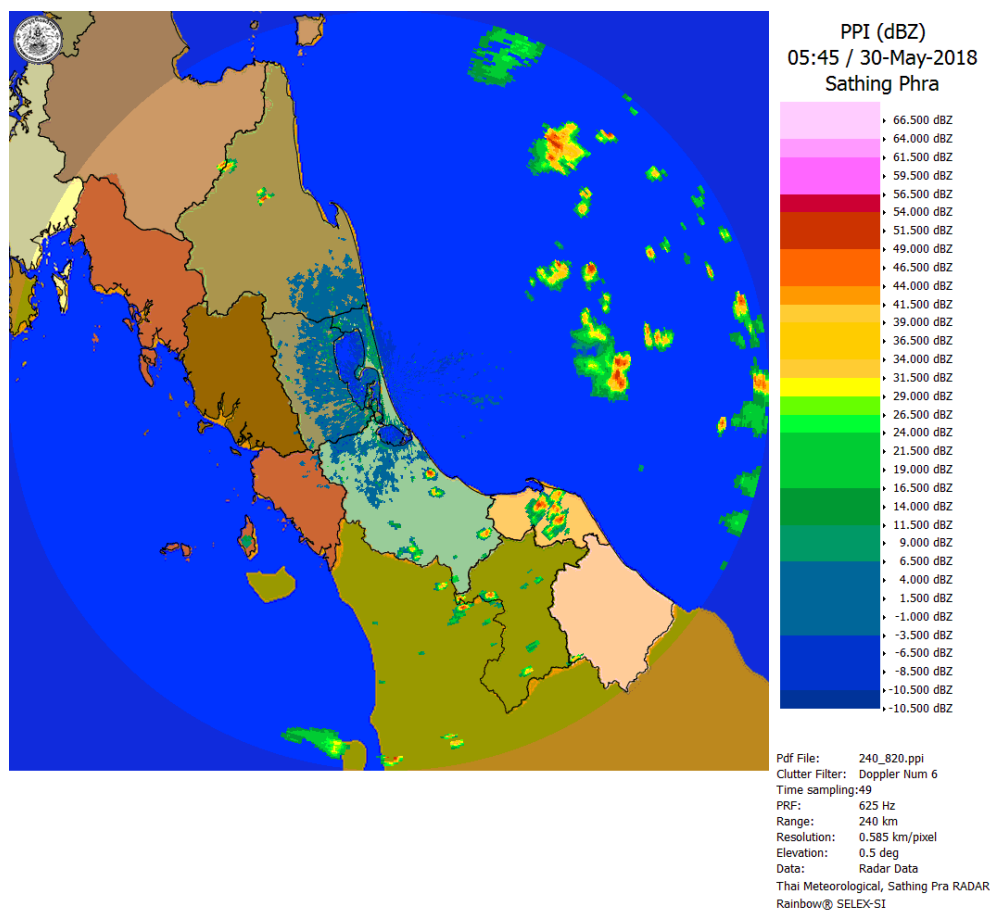 PPI (dBZ)
05:45 / 30-May-2018
Sathing Phra
66.500 dBZ
64.000 dBZ
61.500 dBZ
59.500 dBZ
56.500 dBZ
54.000 dBZ
51.500 dBZ
49.000 dBZ
46.500 dBZ
44.000 dBZ
41.500 dBZ
39.000 dBZ
36.500 dBZ
34.000 dBZ
31.500 dBZ
29.000 dBZ
26.500 dBZ
24.000 dBZ
21.500 dBZ
19.000 dBZ
16.500 dBZ
14.000 dBZ
11.500 dBZ
9.000 dBZ
6.500 dBZ
4.000 dBZ
1.500 dBZ
-1.000 dBZ
-3.500 dBZ
-6.500 dBZ
-8.500 dBZ
-10.500 dBZ
-10.500 dBZ
Pdf File: 240_820.ppi
Clutter Filter: Doppler Num 6
Time sampling:49
PRF: 625 Hz
Range: 240 km
Resolution: 0.585 km/pixel
Elevation: 0.5 deg
Data: Radar Data
Thai Meteorological, Sathing Pra RADAR
Rainbow® SELEX-SI